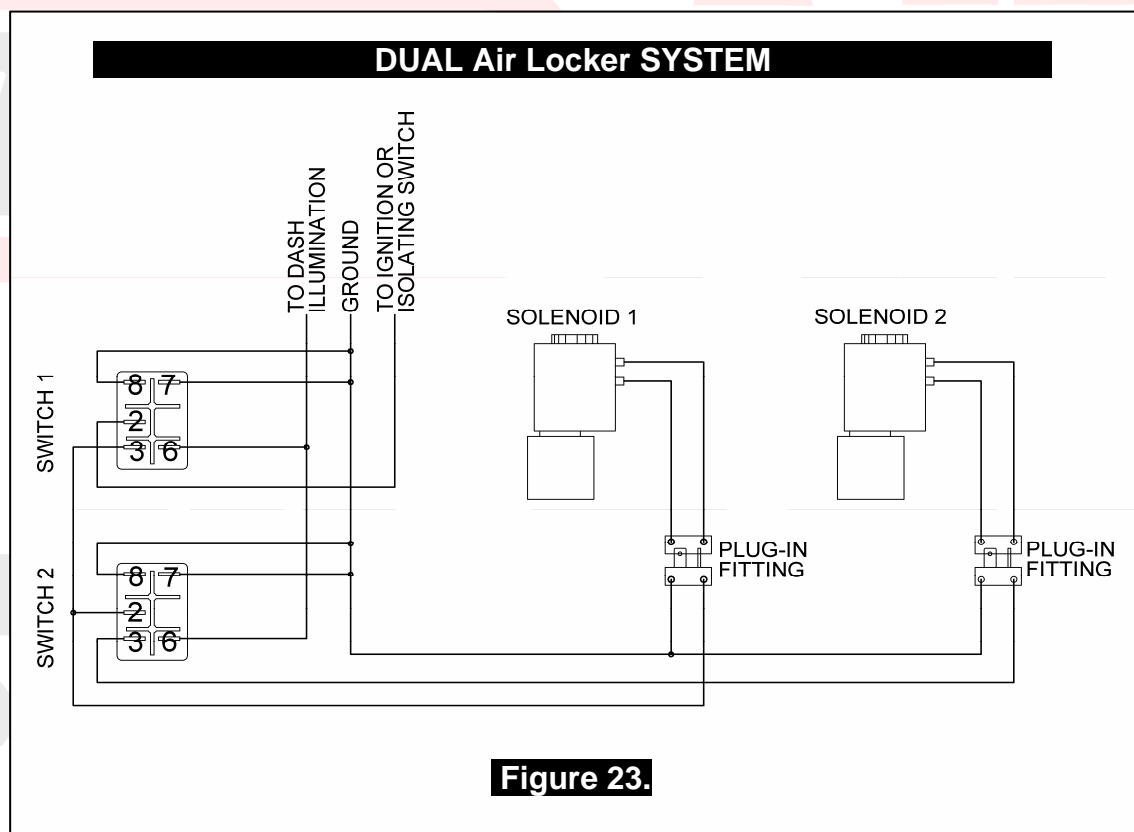 DUAL Air Locker SYSTEM
TO DASH
ILLUMINATION
GROUND
TO IGNITION OR
ISOLATING SWITCH
SOLENOID 1
SOLENOID 2
SWITCH 1
8 7
2
3 6
SWITCH 2
8 7
2
3 6
PLUG-IN
FITTING
PLUG-IN
FITTING
Figure 23.